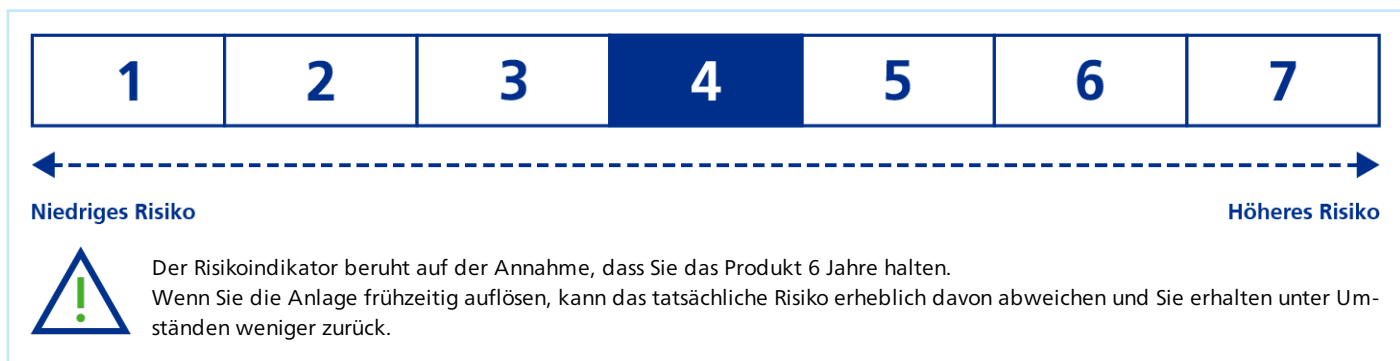 1 2 3 4 5 6 7
Niedriges Risiko Höheres Risiko
Der Risikoindikator beruht auf der Annahme, dass Sie das Produkt 6 Jahre halten.
Wenn Sie die Anlage frühzeitig auflösen, kann das tatsächliche Risiko erheblich davon abweichen und Sie erhalten unter Um-
ständen weniger zurück.